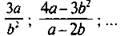 3a/b²; (4a − 3b²)/(a − 2b); ...